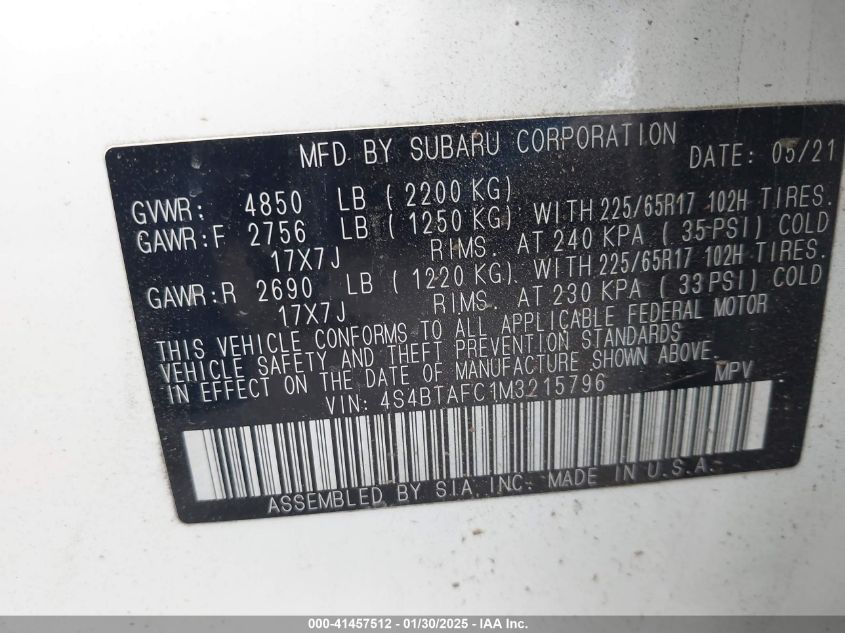 MFD BY SUBARU CORPORATION DATE: 05/21
GVWR: 4850 LB ( 2200 KG)
GAWR:F 2756 LB ( 1250 KG) WITH 225/65R17 102H TIRES.
17X7J RIMS. AT 240 KPA ( 35-PSI) COLD
GAWR:R 2690 LB ( 1220 KG) WITH 225/65R17 102H TIRES.
17X7J RIMS. AT 230 KPA ( 33PSI) COLD
THIS VEHICLE CONFORMS TO ALL APPLICABLE FEDERAL MOTOR
VEHICLE SAFETY AND THEFT PREVENTION STANDARDS
IN EFFECT ON THE DATE OF MANUFACTURE SHOWN ABOVE.
VIN: 4S4BTAFC1M3215796 MPV
ASSEMBLED BY S.I.A. INC. MADE IN U.S.A.
000-41457512 - 01/30/2025 - IAA Inc.